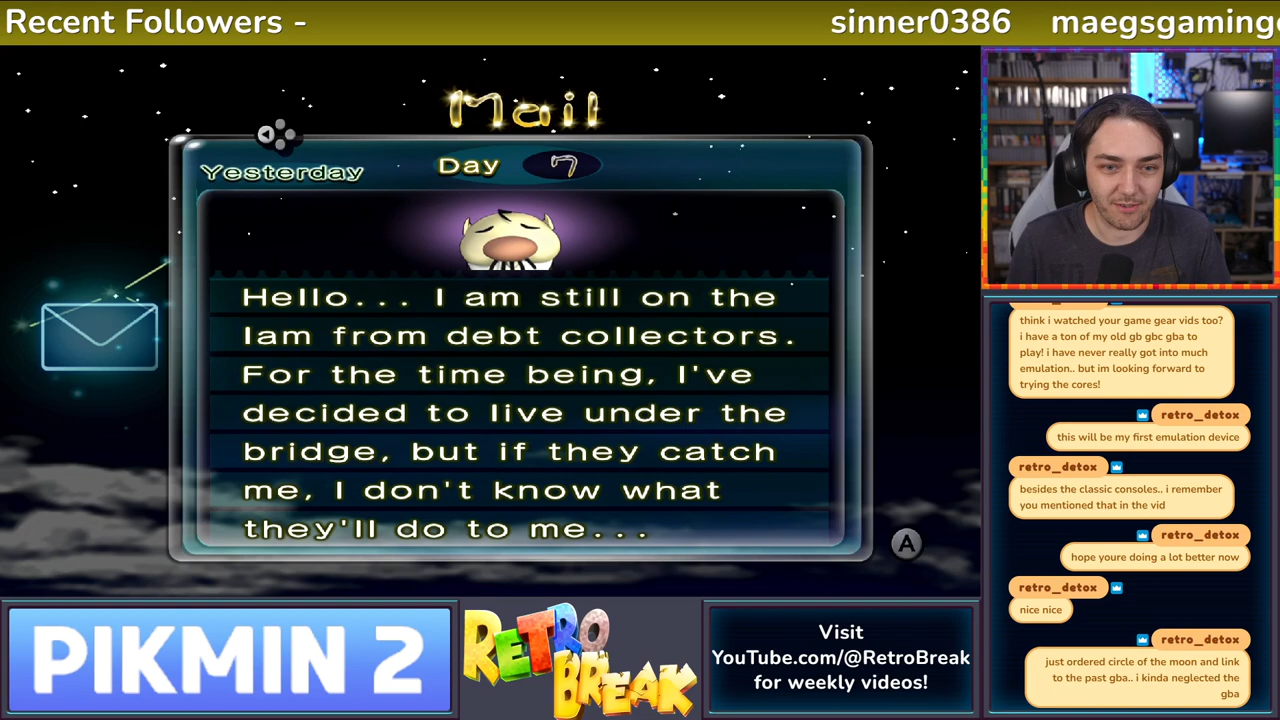 Recent Followers -
sinner0386 maegsgaming
Mail
Yesterday
Day 7
Hello... I am still on the
lam from debt collectors.
For the time being, I've
decided to live under the
bridge, but if they catch
me, I don't know what
they'll do to me...
A
think i watched your game gear vids too?
i have a ton of my old gb gbc gba to
play! i have never really got into much
emulation.. but im looking forward to
trying the cores!
retro_detox
this will be my first emulation device
retro_detox
besides the classic consoles.. i remember
you mentioned that in the vid
retro_detox
hope youre doing a lot better now
retro_detox
nice nice
retro_detox
just ordered circle of the moon and link
to the past gba.. i kinda neglected the
gba
PIKMIN 2
RETRO
BREAK
Visit
YouTube.com/@RetroBreak
for weekly videos!